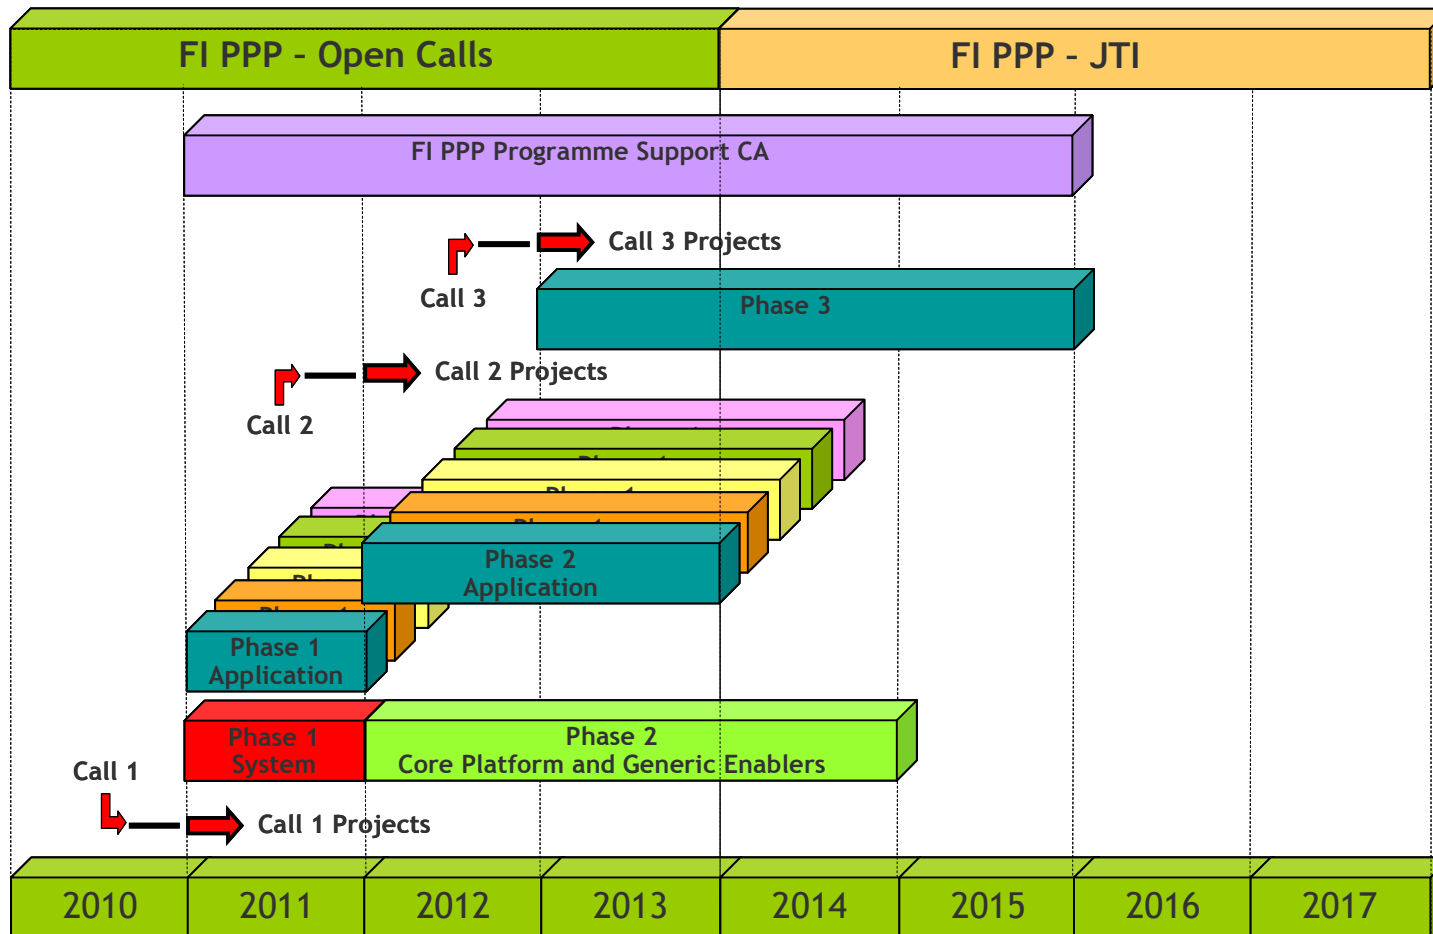 FI PPP – Open Calls
FI PPP – JTI
FI PPP Programme Support CA
Call 3 Projects
Call 3
Phase 3
Call 2 Projects
Call 2
Phase 2
Application
Phase 1
Application
Phase 1
System
Phase 2
Core Platform and Generic Enablers
Call 1
Call 1 Projects
2010
2011
2012
2013
2014
2015
2016
2017